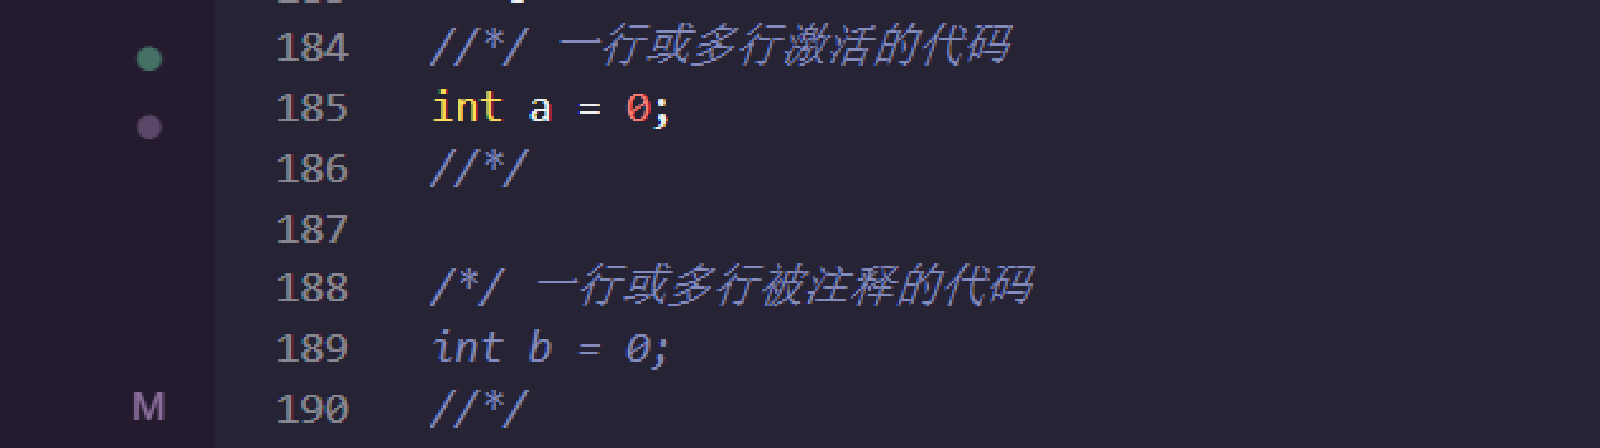 184 //*/ 一行或多行激活的代码
185 int a = 0;
186 //*/
187
188 /*/ 一行或多行被注释的代码
189 int b = 0;
M 190 //*/